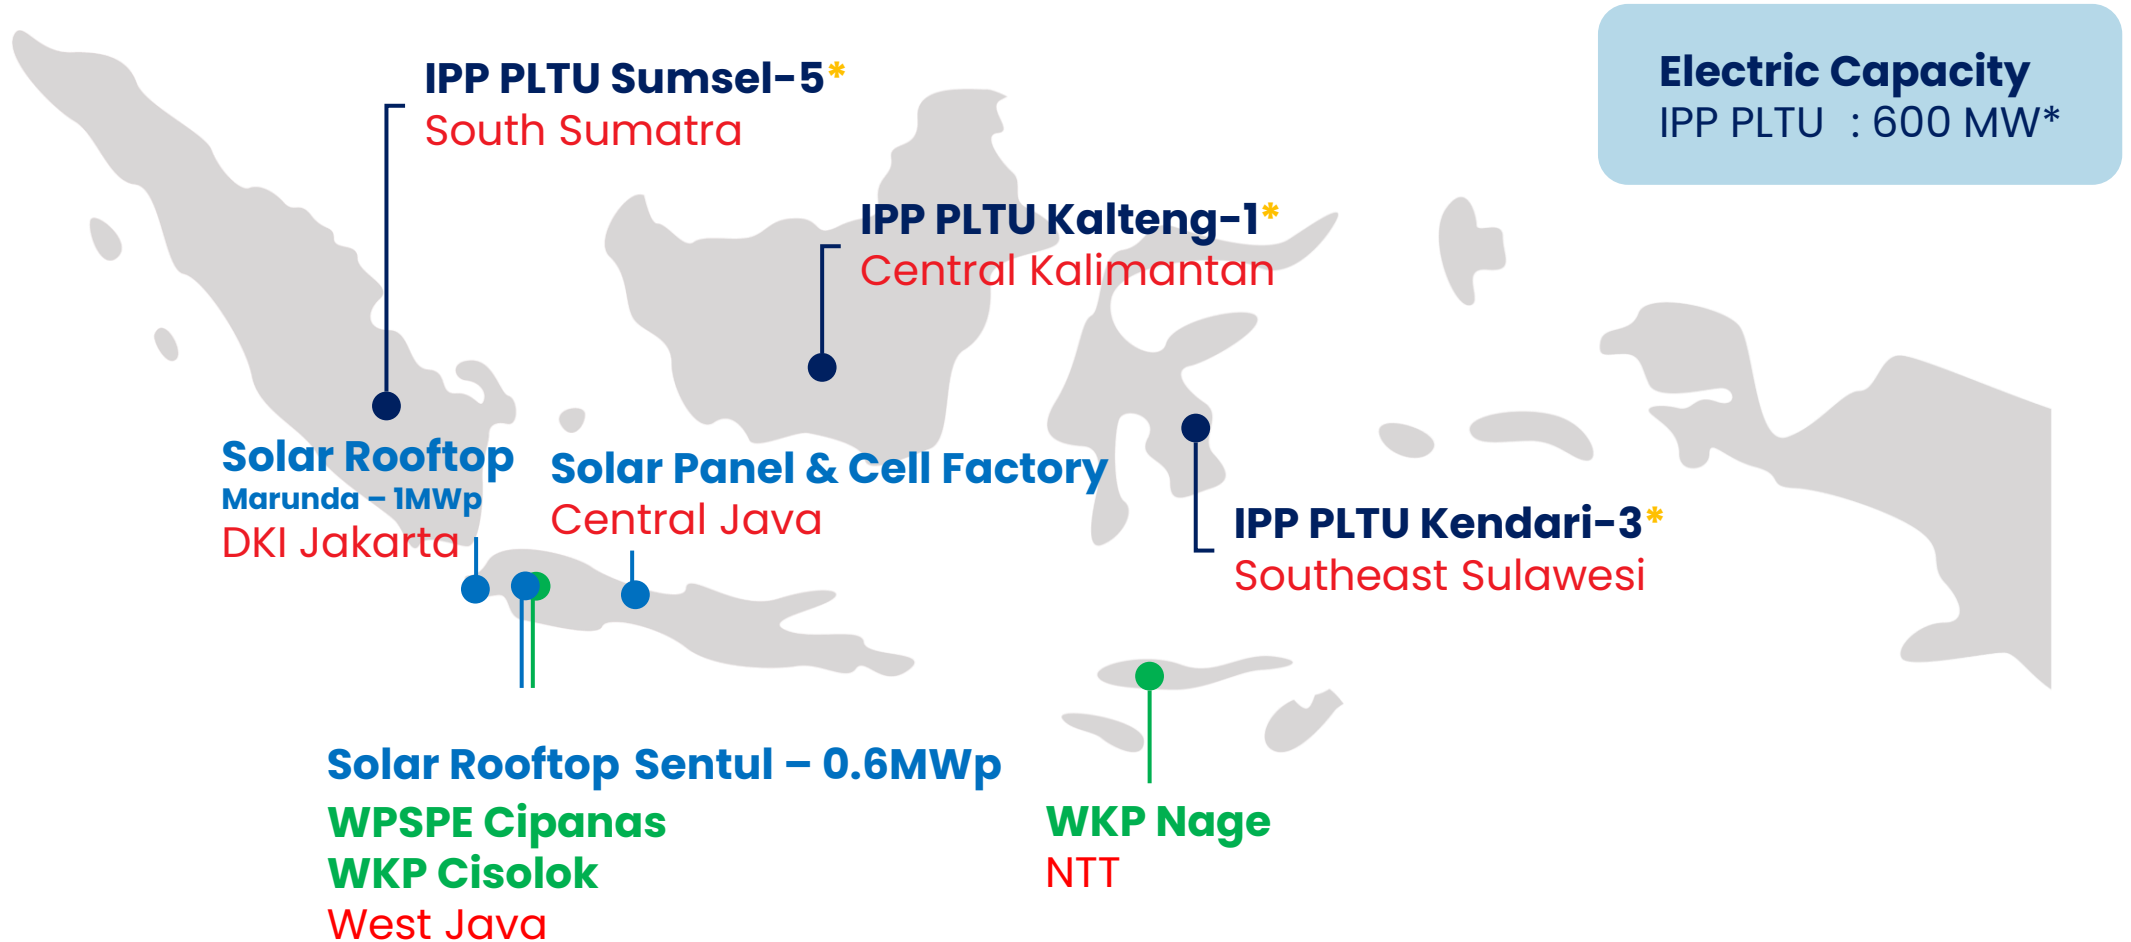 IPP PLTU Sumsel-5*
South Sumatra
Electric Capacity
IPP PLTU : 600 MW*
IPP PLTU Kalteng-1*
Central Kalimantan
Solar Rooftop
Marunda – 1MWp
DKI Jakarta
Solar Panel & Cell Factory
Central Java
IPP PLTU Kendari-3*
Southeast Sulawesi
Solar Rooftop Sentul – 0.6MWp
WPSPE Cipanas
WKP Cisolok
West Java
WKP Nage
NTT